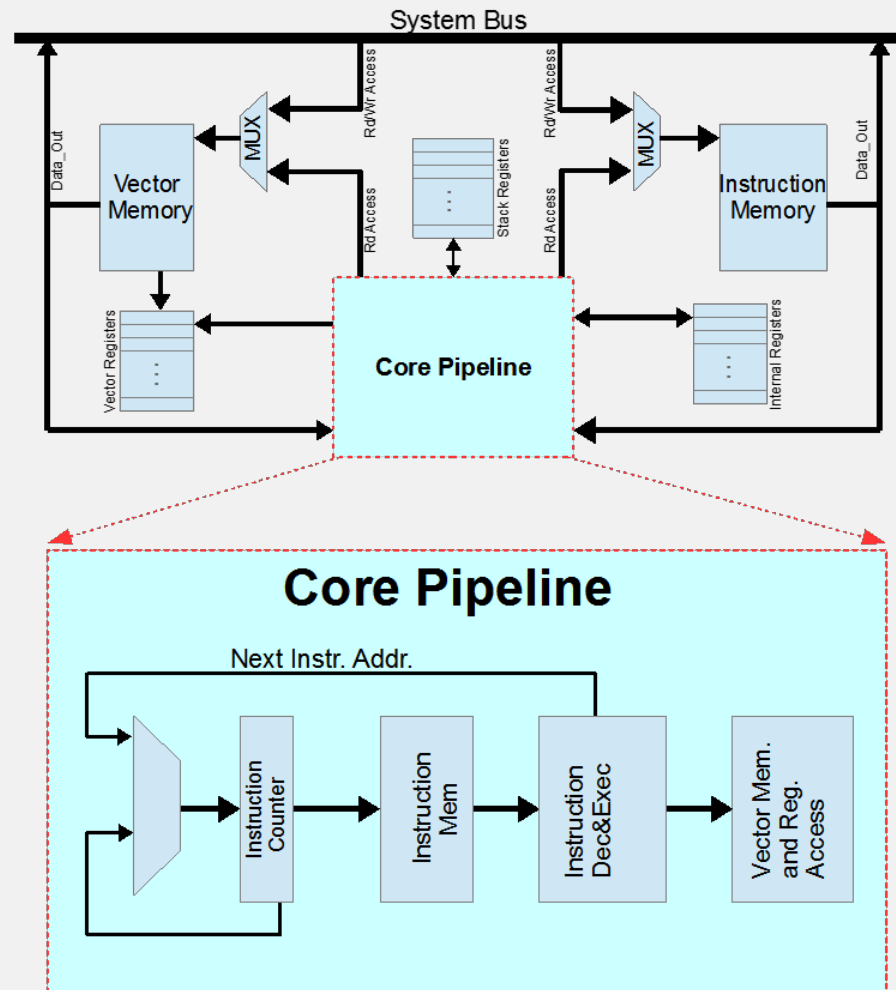 System Bus
Data_Out
Vector
Memory
MUX
Rd/Wr Access
Rd Access
Stack Registers
Rd/Wr Access
Rd Access
MUX
Instruction
Memory
Data_Out
Vector Registers
Core Pipeline
Internal Registers
Core Pipeline
Next Instr. Addr.
Instruction
Counter
Instruction
Mem
Instruction
Dec&Exec
Vector Mem.
and Reg.
Access